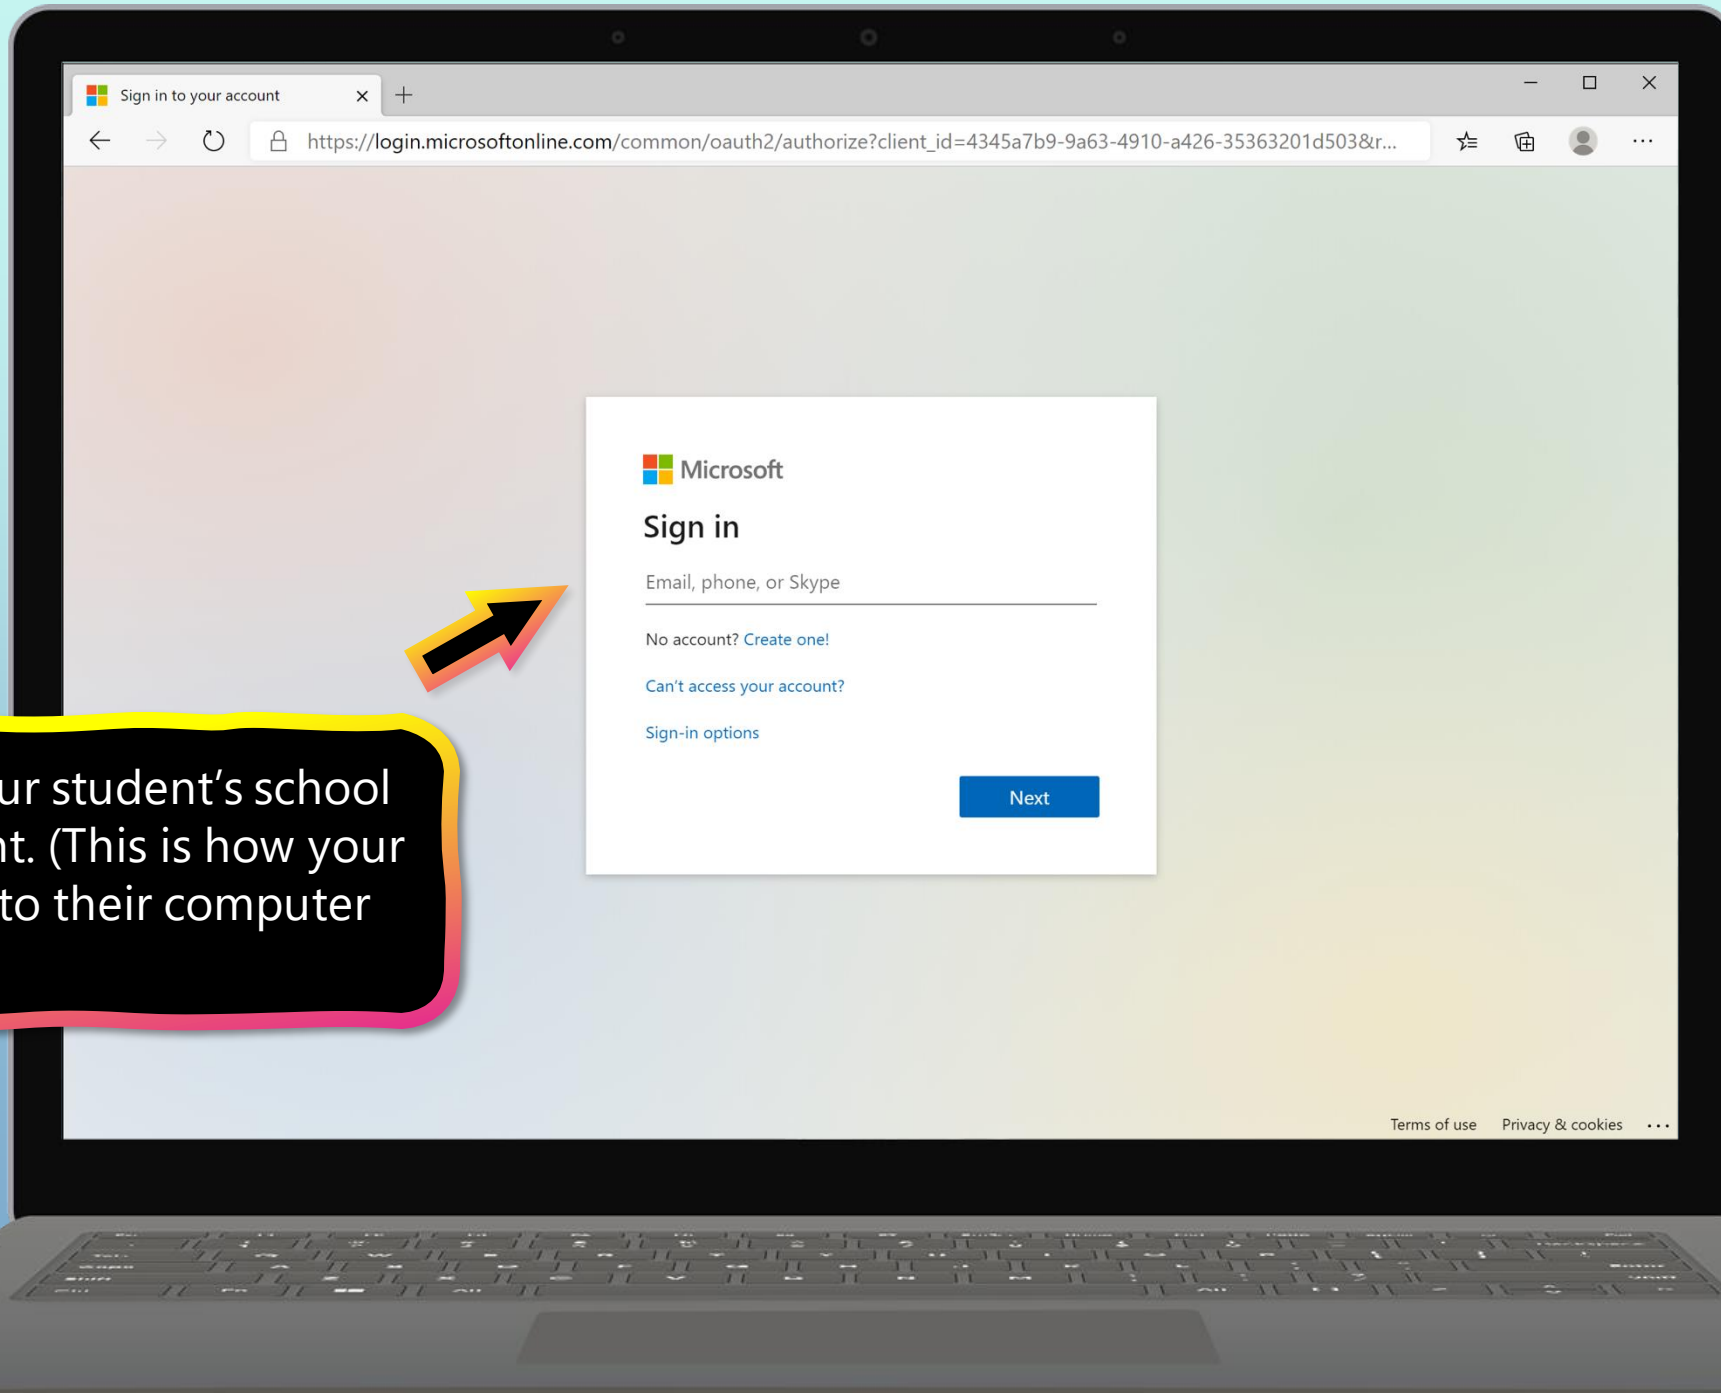 Sign in to your account
https://login.microsoftonline.com/common/oauth2/authorize?client_id=4345a7b9-9a63-4910-a426-35363201d503&r...
Microsoft
Sign in
Email, phone, or Skype
No account? Create one!
Can't access your account?
Sign-in options
Next
ur student's school
nt. (This is how your
to their computer
Terms of use Privacy & cookies ...